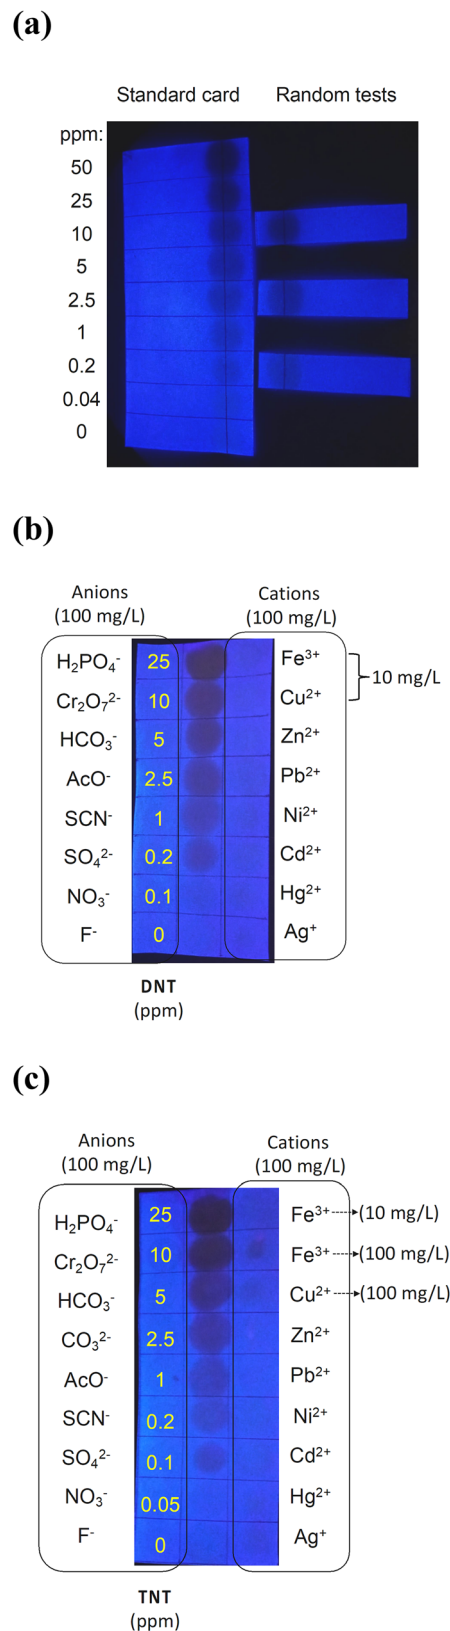 (a)
Standard card Random tests
ppm:
50
25
10
5
2.5
1
0.2
0.04
0
(b)
Anions Cations
(100 mg/L) (100 mg/L)
H₂PO₄⁻ 25 Fe³⁺
10 mg/L
Cr₂O₇²⁻ 10 Cu²⁺
HCO₃⁻ 5 Zn²⁺
AcO⁻ 2.5 Pb²⁺
SCN⁻ 1 Ni²⁺
SO₄²⁻ 0.2 Cd²⁺
NO₃⁻ 0.1 Hg²⁺
F⁻ 0 Ag⁺
DNT
(ppm)
(c)
Anions Cations
(100 mg/L) (100 mg/L)
H₂PO₄⁻ 25 Fe³⁺ (10 mg/L)
Cr₂O₇²⁻ 10 Fe³⁺ (100 mg/L)
HCO₃⁻ 5 Cu²⁺ (100 mg/L)
CO₃²⁻ 2.5 Zn²⁺
AcO⁻ 1 Pb²⁺
SCN⁻ 0.2 Ni²⁺
SO₄²⁻ 0.1 Cd²⁺
NO₃⁻ 0.05 Hg²⁺
F⁻ 0 Ag⁺
TNT
(ppm)